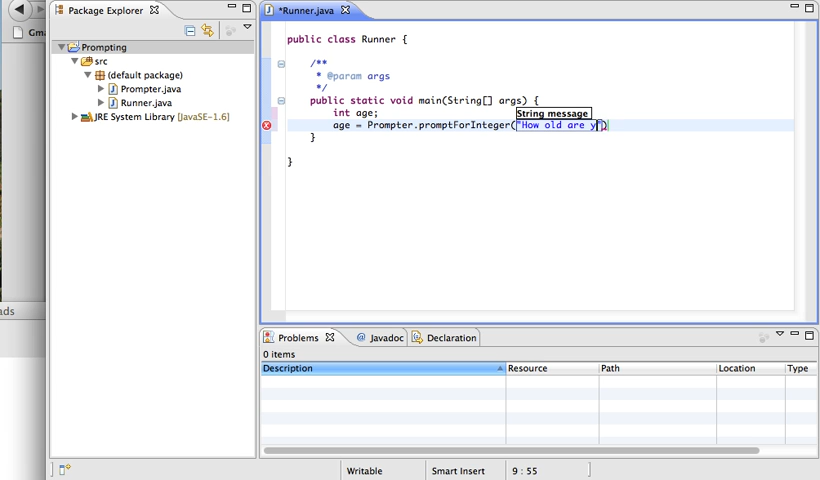 Package Explorer
*Runner.java
Prompting
src
(default package)
Prompter.java
Runner.java
JRE System Library [JavaSE-1.6]
Gma
ads
public class Runner {
/**
* @param args
*/
public static void main(String[] args) {
int age;
String message
age = Prompter.promptForInteger("How old are y")
}
}
Problems
@ Javadoc
Declaration
0 items
Description
Resource
Path
Location
Type
Writable
Smart Insert
9 : 55